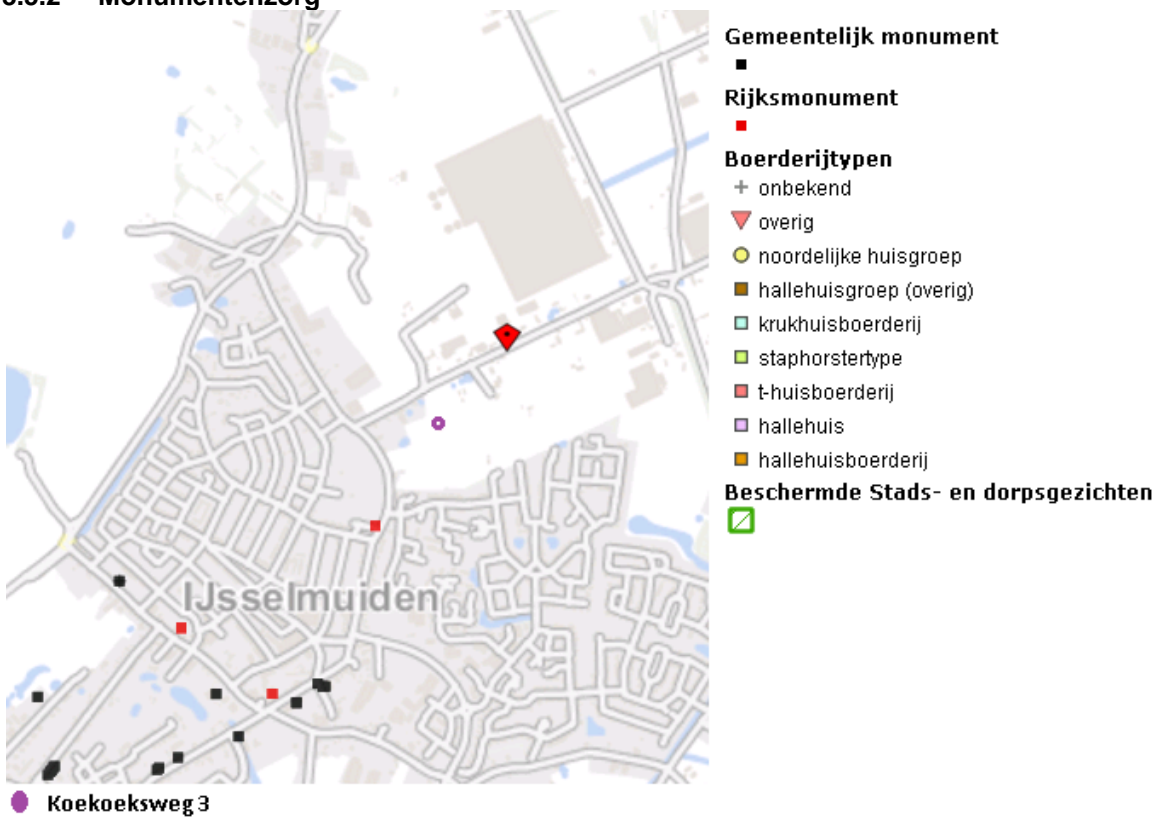 Monumentenzorg
Gemeentelijk monument
Rijksmonument
Boerderijtypen
onbekend
overig
noordelijke huisgroep
hallehuisgroep (overig)
krukhuisboerderij
staphorstertype
t-huisboerderij
hallehuis
hallehuisboerderij
Beschermde Stads- en dorpsgezichten
IJsselmuiden
Koekoeksweg 3